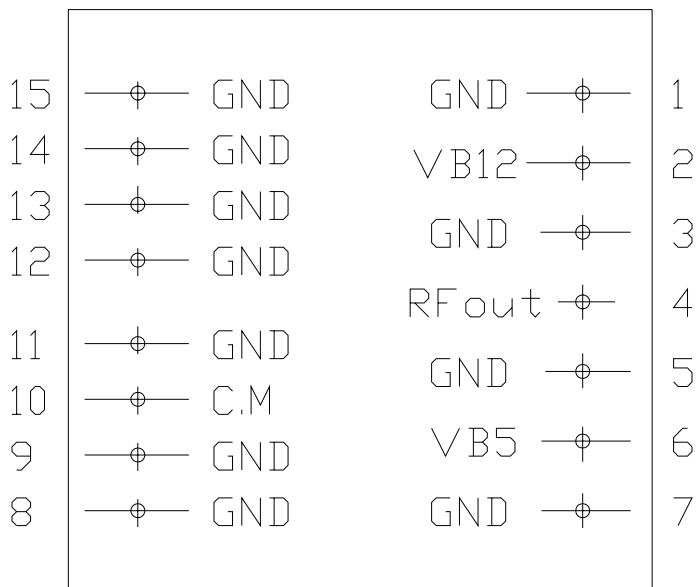 15 GND GND 1
14 GND VB12 2
13 GND GND 3
12 GND RFout 4
11 GND GND 5
10 C.M VB5 6
9 GND GND 7
8 GND